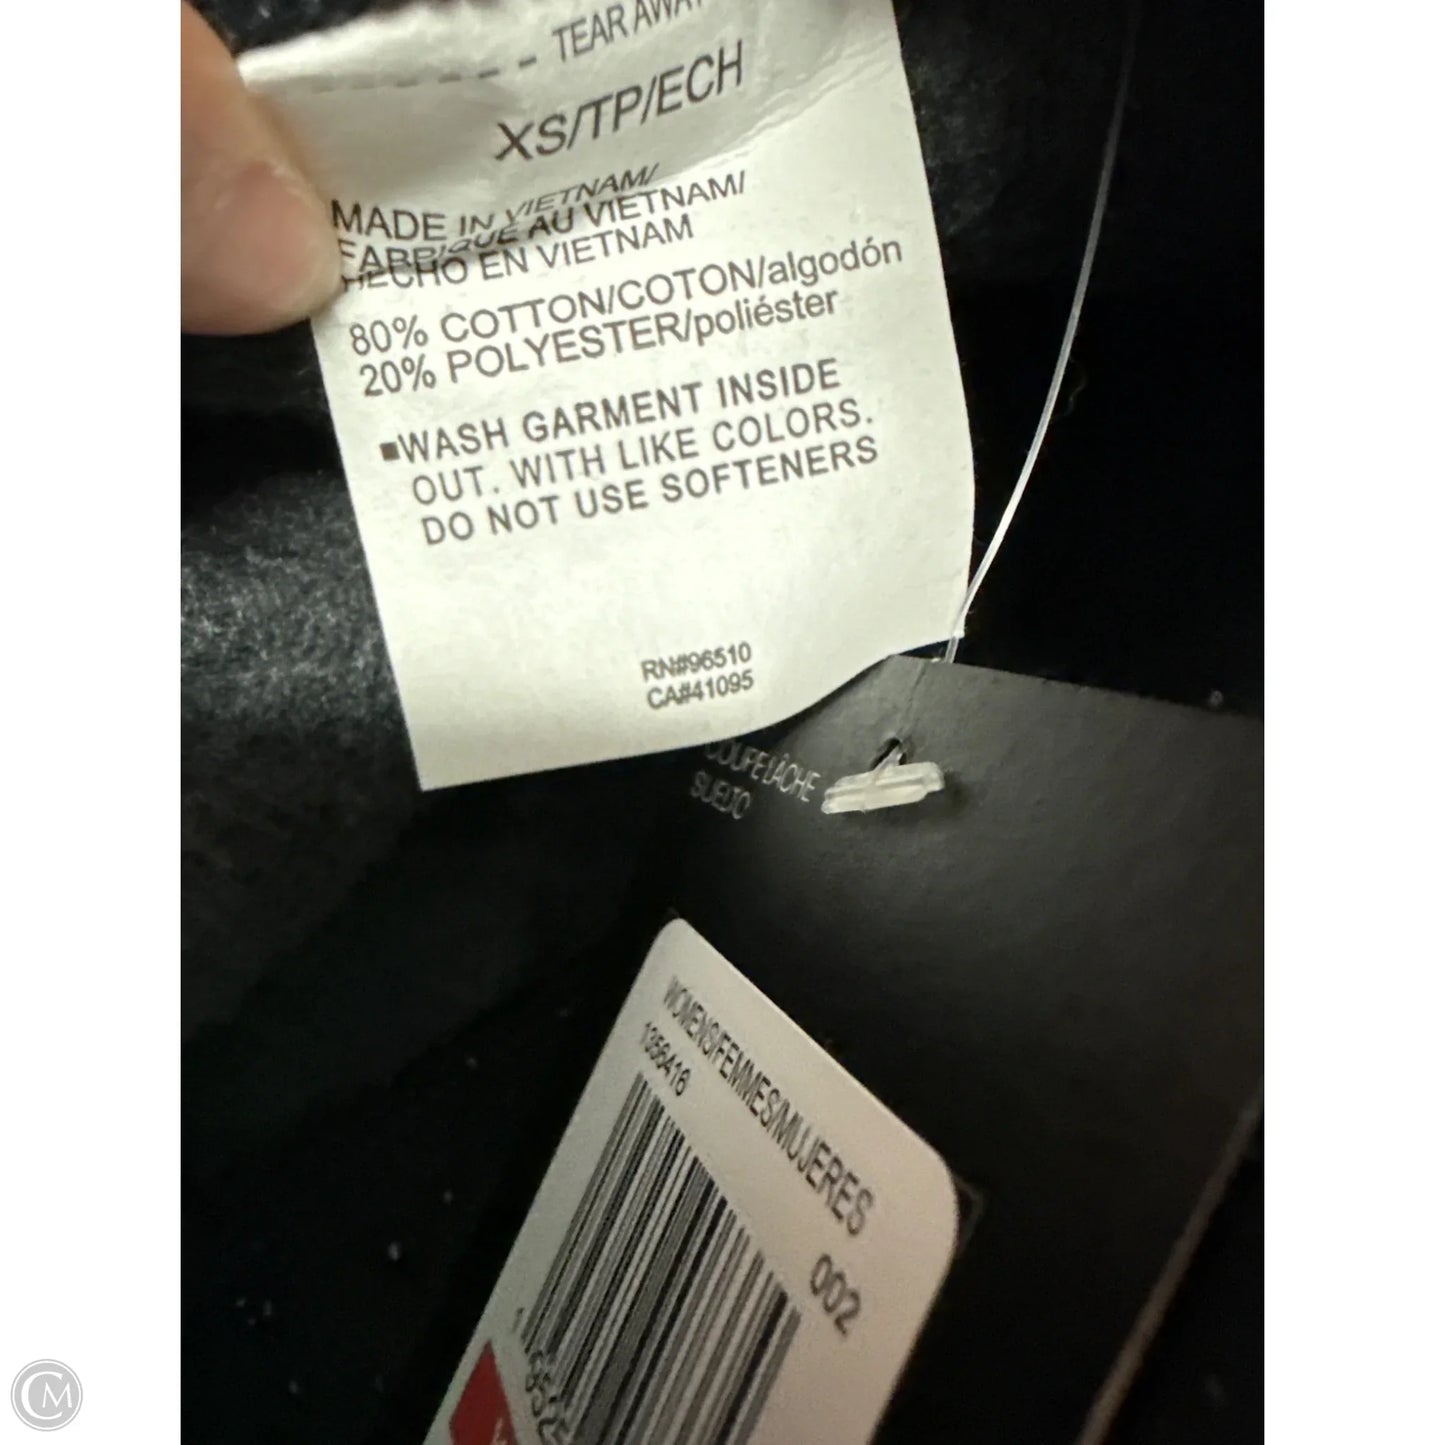 TEAR AWAY
XS/TP/ECH
MADE IN VIETNAM/
FABRIQUE AU VIETNAM/
HECHO EN VIETNAM
80% COTTON/COTON/algodón
20% POLYESTER/poliéster
▪WASH GARMENT INSIDE
OUT. WITH LIKE COLORS.
DO NOT USE SOFTENERS
RN#96510
CA#41095
COUPE LÂCHE
SUELTO
WOMENS/FEMMES/MUJERES
1356416
002
CM